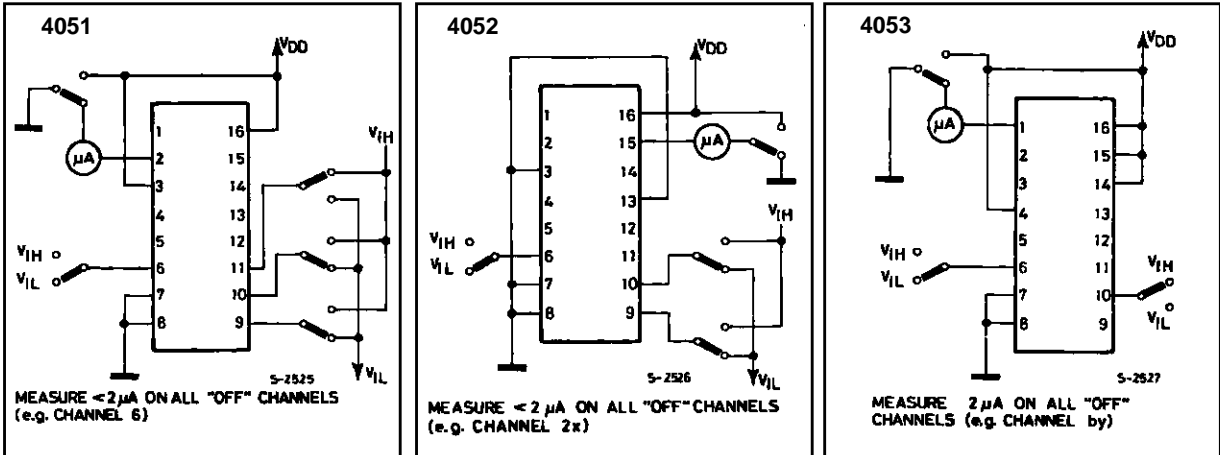 4051
VDD
1 16
μA
2 15
VIH
3 14
4 13
5 12
VIH
VIL
6 11
7 10
8 9
S-2525
VIL
MEASURE <2μA ON ALL "OFF" CHANNELS
(e.g. CHANNEL 6)
4052
VDD
1 16
2 15
μA
3 14
4 13
VIH
5 12
VIH
VIL
6 11
7 10
8 9
S-2526
VIL
MEASURE <2 μA ON ALL "OFF" CHANNELS
(e.g. CHANNEL 2x)
4053
VDD
μA
1 16
2 15
3 14
4 13
5 12
VIH
VIL
6 11
VIH
7 10
VIL
8 9
S-2527
MEASURE 2μA ON ALL "OFF"
CHANNELS (e.g. CHANNEL by)